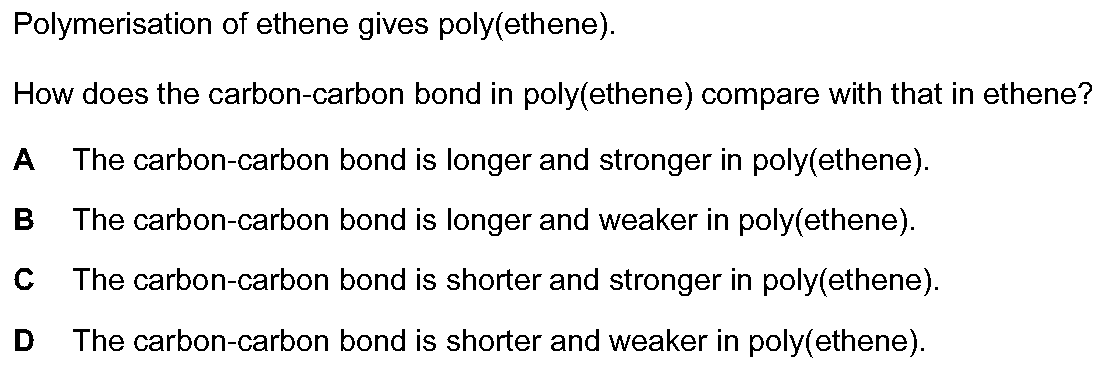 Polymerisation of ethene gives poly(ethene).
How does the carbon-carbon bond in poly(ethene) compare with that in ethene?
A The carbon-carbon bond is longer and stronger in poly(ethene).
B The carbon-carbon bond is longer and weaker in poly(ethene).
C The carbon-carbon bond is shorter and stronger in poly(ethene).
D The carbon-carbon bond is shorter and weaker in poly(ethene).